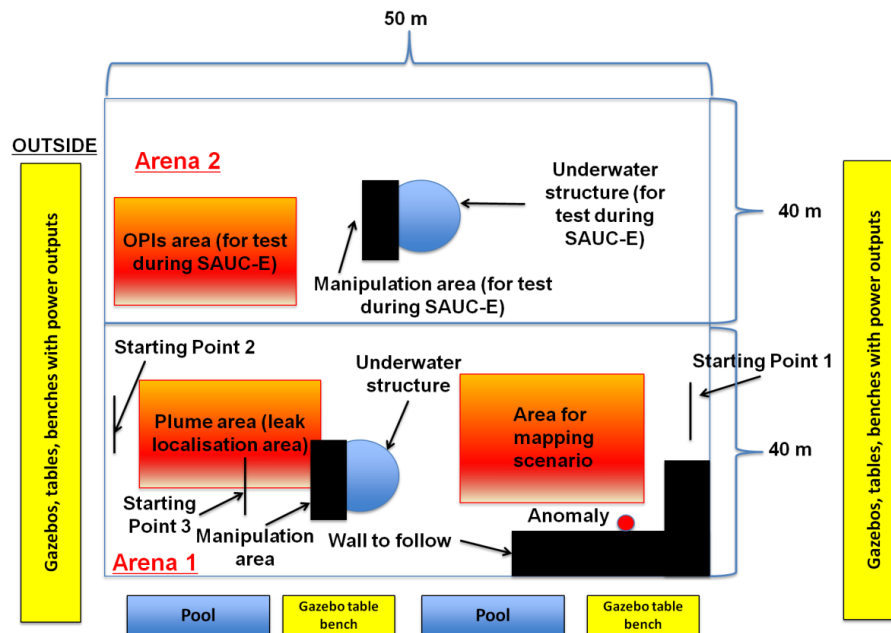 50 m
OUTSIDE
Arena 2
Underwater
structure (for
test during
SAUC-E)
OPIs area (for test
during SAUC-E)
Manipulation area (for test
during SAUC-E)
40 m
Gazebos, tables, benches with power outputs
Gazebos, tables, benches with power outputs
Starting Point 2
Underwater
structure
Starting Point 1
Plume area (leak
localisation area)
Area for
mapping
scenario
40 m
Starting
Point 3
Manipulation
area
Anomaly
Wall to follow
Arena 1
Pool
Gazebo table
bench
Pool
Gazebo table
bench